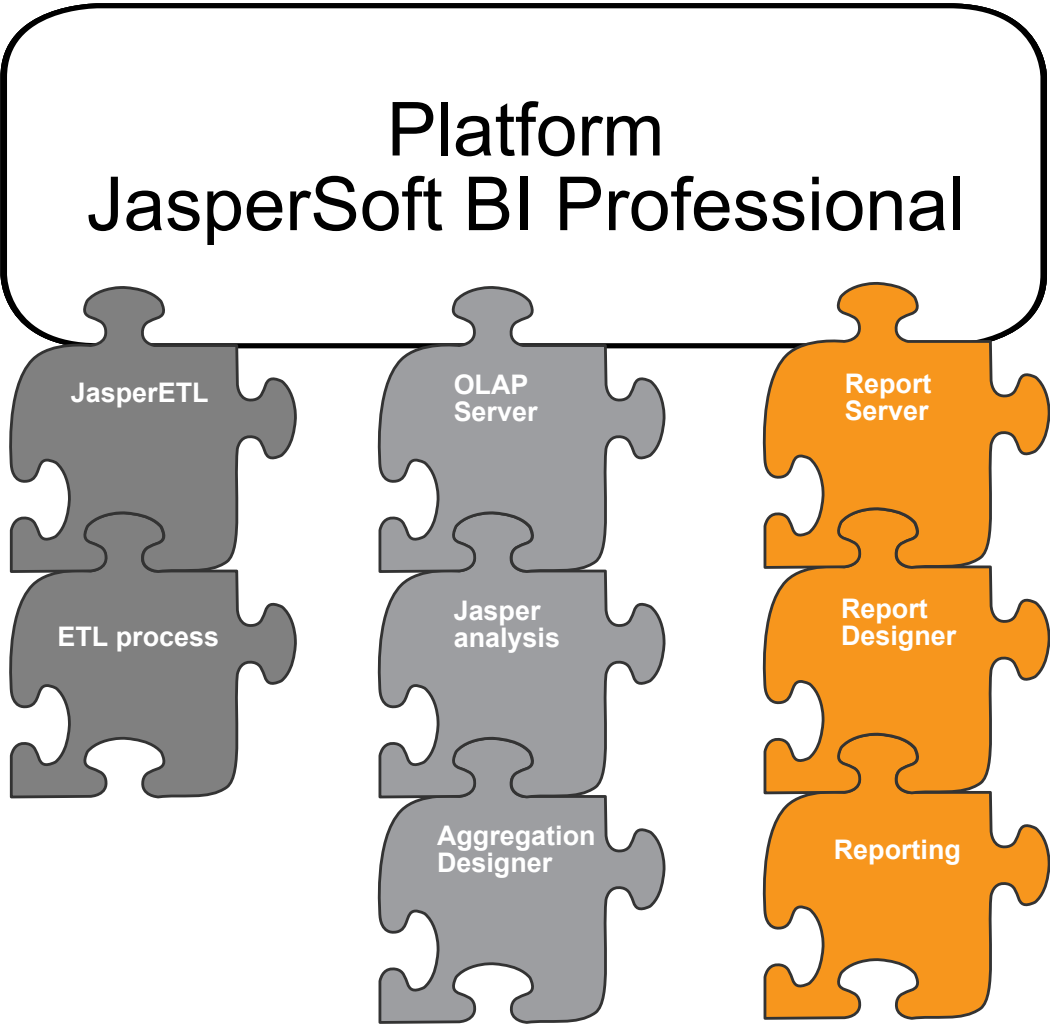 Platform
JasperSoft BI Professional
JasperETL
ETL process
OLAP
Server
Jasper
analysis
Aggregation
Designer
Report
Server
Report
Designer
Reporting